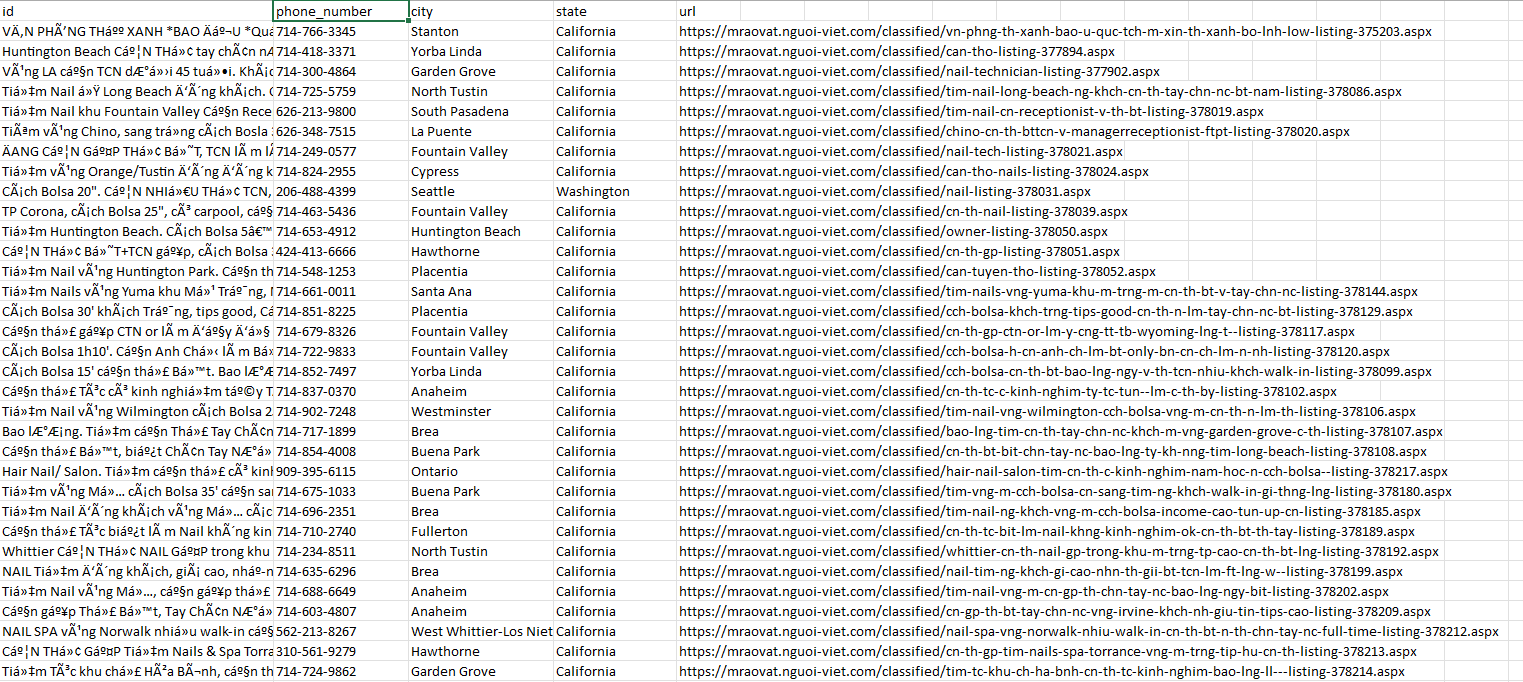 id phone_number city state url
VÄ‚N PHÃ’NG THáºº XANH *BAO Äáº¬U *Quá 714-766-3345 Stanton California https://mraovat.nguoi-viet.com/classified/vn-phng-th-xanh-bao-u-quc-tch-m-xin-th-xanh-bo-lnh-low-listing-375203.aspx
Huntington Beach Cáº¦N THá»¢ tay chÃ¢n nÆ 714-418-3371 Yorba Linda California https://mraovat.nguoi-viet.com/classified/can-tho-listing-377894.aspx
VÃ¹ng LA cáº§n TCN dÆ°á»›i 45 tuá»•i. KhÃ¡c 714-300-4864 Garden Grove California https://mraovat.nguoi-viet.com/classified/nail-technician-listing-377902.aspx
Tiá»‡m Nail á»Ÿ Long Beach Ä‘Ã´ng khÃ¡ch. 714-725-5759 North Tustin California https://mraovat.nguoi-viet.com/classified/tim-nail-long-beach-ng-khch-cn-th-tay-chn-nc-bt-nam-listing-378086.aspx
Tiá»‡m Nail khu Fountain Valley Cáº§n Rece 626-213-9800 South Pasadena California https://mraovat.nguoi-viet.com/classified/tim-nail-cn-receptionist-v-th-bt-listing-378019.aspx
TiÃªm vÃ¹ng Chino, sang trá»ng cÃ¡ch Bolsa 626-348-7515 La Puente California https://mraovat.nguoi-viet.com/classified/chino-cn-th-bttcn-v-managerreceptionist-ftpt-listing-378020.aspx
ÄANG Cáº¦N Gáº¤P THá»¢ Bá»˜T, TCN lÃ m lÃ 714-249-0577 Fountain Valley California https://mraovat.nguoi-viet.com/classified/nail-tech-listing-378021.aspx
Tiá»‡m vÃ¹ng Orange/Tustin Ä‘Ã´ng Ä‘Ã´ng k 714-824-2955 Cypress California https://mraovat.nguoi-viet.com/classified/can-tho-nails-listing-378024.aspx
CÃ¡ch Bolsa 20". Cáº¦N NHIá»€U THá»¢ TCN, 206-488-4399 Seattle Washington https://mraovat.nguoi-viet.com/classified/nail-listing-378031.aspx
TP Corona, cÃ¡ch Bolsa 25", cÃ³ carpool, cáº§ 714-463-5436 Fountain Valley California https://mraovat.nguoi-viet.com/classified/cn-th-nail-listing-378039.aspx
Tiá»‡m Huntington Beach. CÃ¡ch Bolsa 5â€™ 714-653-4912 Huntington Beach California https://mraovat.nguoi-viet.com/classified/owner-listing-378050.aspx
Cáº¦N THá»¢ Bá»˜T+TCN gáº¥p, cÃ¡ch Bolsa 424-413-6666 Hawthorne California https://mraovat.nguoi-viet.com/classified/cn-th-gp-listing-378051.aspx
Tiá»‡m Nail vÃ¹ng Huntington Park. Cáº§n th 714-548-1253 Placentia California https://mraovat.nguoi-viet.com/classified/can-tuyen-tho-listing-378052.aspx
Tiá»‡m Nails vÃ¹ng Yuma khu Má»¹ Tráº¯ng, 714-661-0011 Santa Ana California https://mraovat.nguoi-viet.com/classified/tim-nails-vng-yuma-khu-m-trng-m-cn-th-bt-v-tay-chn-nc-listing-378144.aspx
CÃ¡ch Bolsa 30' khÃ¡ch Tráº¯ng, tips good, Cá 714-851-8225 Placentia California https://mraovat.nguoi-viet.com/classified/cch-bolsa-khch-trng-tips-good-cn-th-n-lm-tay-chn-nc-bt-listing-378129.aspx
Cáº§n thá»£ gáº¥p CTN or lÃ m Ä‘áº§y Ä‘á»§ 714-679-8326 Fountain Valley California https://mraovat.nguoi-viet.com/classified/cn-th-gp-ctn-or-lm-y-cng-tt-tb-wyoming-lng-t--listing-378117.aspx
CÃ¡ch Bolsa 1h10'. Cáº§n Anh Chá»‹ lÃ m Bá» 714-722-9833 Fountain Valley California https://mraovat.nguoi-viet.com/classified/cch-bolsa-h-cn-anh-ch-lm-bt-only-bn-cn-ch-lm-n-nh-listing-378120.aspx
CÃ¡ch Bolsa 15' cáº§n thá»£ Bá»™t. Bao lÆ°Æ 714-852-7497 Yorba Linda California https://mraovat.nguoi-viet.com/classified/cch-bolsa-cn-th-bt-bao-lng-ngy-v-th-tcn-nhiu-khch-walk-in-listing-378099.aspx
Cáº§n thá»£ TÃ³c cÃ³ kinh nghiá»‡m táº©y T 714-837-0370 Anaheim California https://mraovat.nguoi-viet.com/classified/cn-th-tc-c-kinh-nghim-ty-tc-tun--lm-c-th-by-listing-378102.aspx
Tiá»‡m Nail vÃ¹ng Wilmington cÃ¡ch Bolsa 2 714-902-7248 Westminster California https://mraovat.nguoi-viet.com/classified/tim-nail-vng-wilmington-cch-bolsa-vng-m-cn-th-n-lm-th-listing-378106.aspx
Bao lÆ°Æ¡ng. Tiá»‡m cáº§n Thá»£ Tay ChÃ¢n 714-717-1899 Brea California https://mraovat.nguoi-viet.com/classified/bao-lng-tim-cn-th-tay-chn-nc-khch-m-vng-garden-grove-c-th-listing-378107.aspx
Cáº§n thá»£ Bá»™t, biáº¿t ChÃ¢n Tay NÆ°á» 714-854-4008 Buena Park California https://mraovat.nguoi-viet.com/classified/cn-th-bt-bit-chn-tay-nc-bao-lng-ty-kh-nng-tim-long-beach-listing-378108.aspx
Hair Nail/ Salon. Tiá»‡m cáº§n thá»£ cÃ³ kinh 909-395-6115 Ontario California https://mraovat.nguoi-viet.com/classified/hair-nail-salon-tim-cn-th-c-kinh-nghim-nam-hoc-n-cch-bolsa--listing-378217.aspx
Tiá»‡m vÃ¹ng Má»… cÃ¡ch Bolsa 35' cáº§n sa 714-675-1033 Buena Park California https://mraovat.nguoi-viet.com/classified/tim-vng-m-cch-bolsa-cn-sang-tim-ng-khch-walk-in-gi-thng-lng-listing-378180.aspx
Tiá»‡m Nail Ä‘Ã´ng khÃ¡ch vÃ¹ng Má»… cÃ¡c 714-696-2351 Brea California https://mraovat.nguoi-viet.com/classified/tim-nail-ng-khch-vng-m-cch-bolsa-income-cao-tun-up-cn-listing-378185.aspx
Cáº§n thá»£ TÃ³c biáº¿t lÃ m Nail khÃ´ng kin 714-710-2740 Fullerton California https://mraovat.nguoi-viet.com/classified/cn-th-tc-bit-lm-nail-khng-kinh-nghim-ok-cn-th-bt-th-tay-listing-378189.aspx
Whittier Cáº¦N THá»¢ NAIL Gáº¤P trong khu 714-234-8511 North Tustin California https://mraovat.nguoi-viet.com/classified/whittier-cn-th-nail-gp-trong-khu-m-trng-tp-cao-cn-th-bt-lng-listing-378192.aspx
NAIL Tiá»‡m Ä‘Ã´ng khÃ¡ch, giÃ¡ cao, nháº­n 714-635-6296 Brea California https://mraovat.nguoi-viet.com/classified/nail-tim-ng-khch-gi-cao-nhn-th-gii-bt-tcn-lm-ft-lng-w--listing-378199.aspx
Tiá»‡m Nail vÃ¹ng Má»…, cáº§n gáº¥p thá»£ 714-688-6649 Anaheim California https://mraovat.nguoi-viet.com/classified/tim-nail-vng-m-cn-gp-th-chn-tay-nc-bao-lng-ngy-bit-listing-378202.aspx
Cáº§n gáº¥p Thá»£ Bá»™t, Tay ChÃ¢n NÆ°á» 714-603-4807 Anaheim California https://mraovat.nguoi-viet.com/classified/cn-gp-th-bt-tay-chn-nc-vng-irvine-khch-nh-giu-tin-tips-cao-listing-378209.aspx
NAIL SPA vÃ¹ng Norwalk nhiá»u walk-in cáº§ 562-213-8267 West Whittier-Los Niet California https://mraovat.nguoi-viet.com/classified/nail-spa-vng-norwalk-nhiu-walk-in-cn-th-bt-n-th-chn-tay-nc-full-time-listing-378212.aspx
Cáº¦N THá»¢ Gáº¤P Tiá»‡m Nails & Spa Torra 310-561-9279 Hawthorne California https://mraovat.nguoi-viet.com/classified/cn-th-gp-tim-nails-spa-torrance-vng-m-trng-tip-hu-cn-th-listing-378213.aspx
Tiá»‡m TÃ³c khu chá»£ HÃ²a BÃ¬nh, cáº§n th 714-724-9862 Garden Grove California https://mraovat.nguoi-viet.com/classified/tim-tc-khu-ch-ha-bnh-cn-th-tc-kinh-nghim-bao-lng-ll---listing-378214.aspx